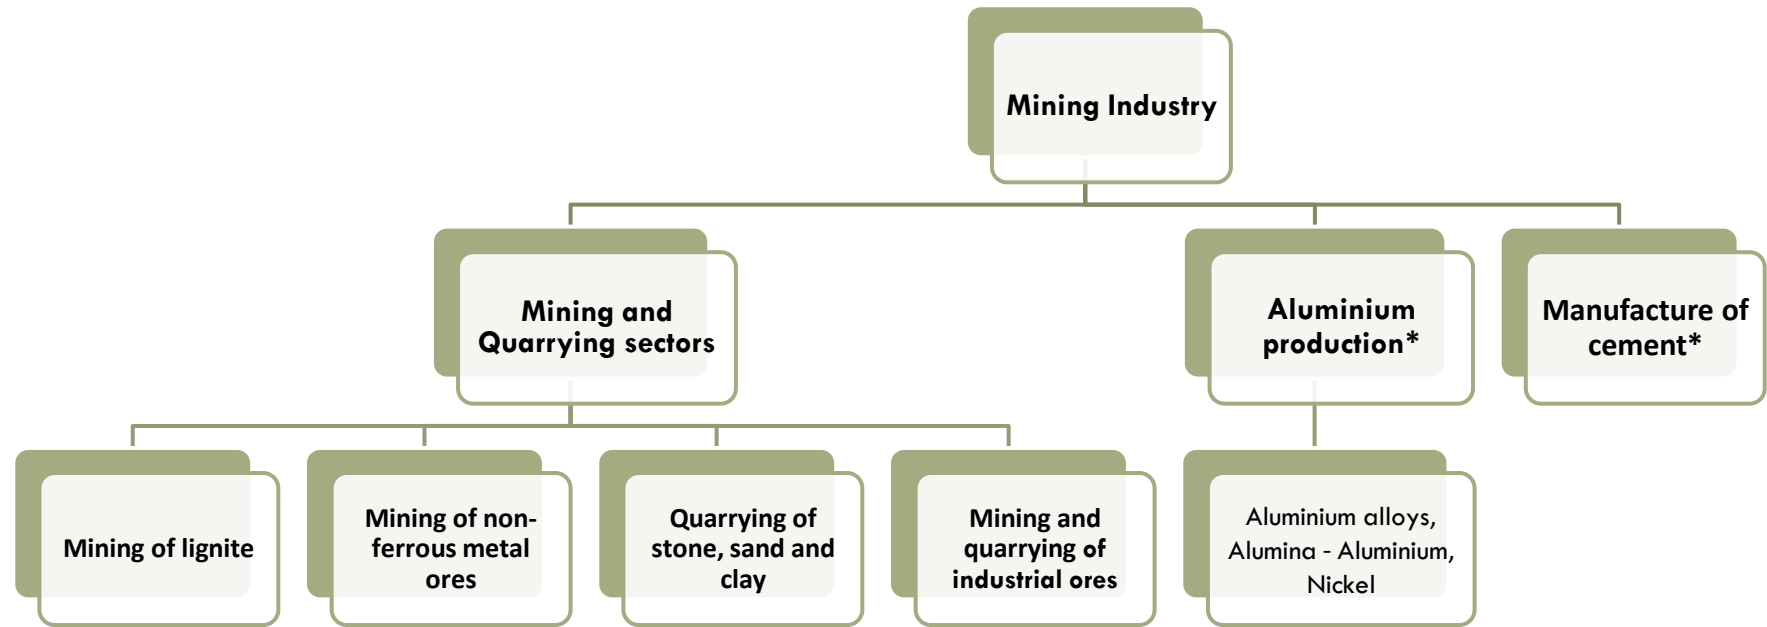 Mining Industry
Mining and
Quarrying sectors
Aluminium
production*
Manufacture of
cement*
Mining of lignite
Mining of non-
ferrous metal
ores
Quarrying of
stone, sand and
clay
Mining and
quarrying of
industrial ores
Aluminium alloys,
Alumina - Aluminium,
Nickel